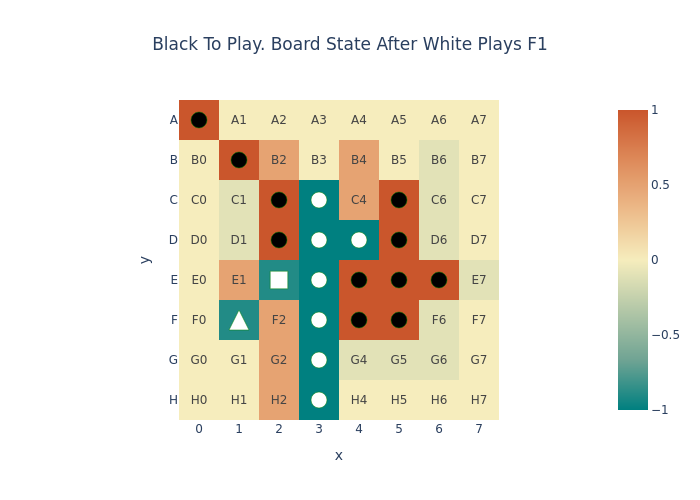 Black To Play. Board State After White Plays F1
A A1 A2 A3 A4 A5 A6 A7
B B0 B2 B3 B4 B5 B6 B7
C C0 C1 C4 C6 C7
D D0 D1 D6 D7
E E0 E1 E7
F F0 F2 F6 F7
G G0 G1 G2 G4 G5 G6 G7
H H0 H1 H2 H4 H5 H6 H7
0 1 2 3 4 5 6 7
x
y
1
0.5
0
−0.5
−1